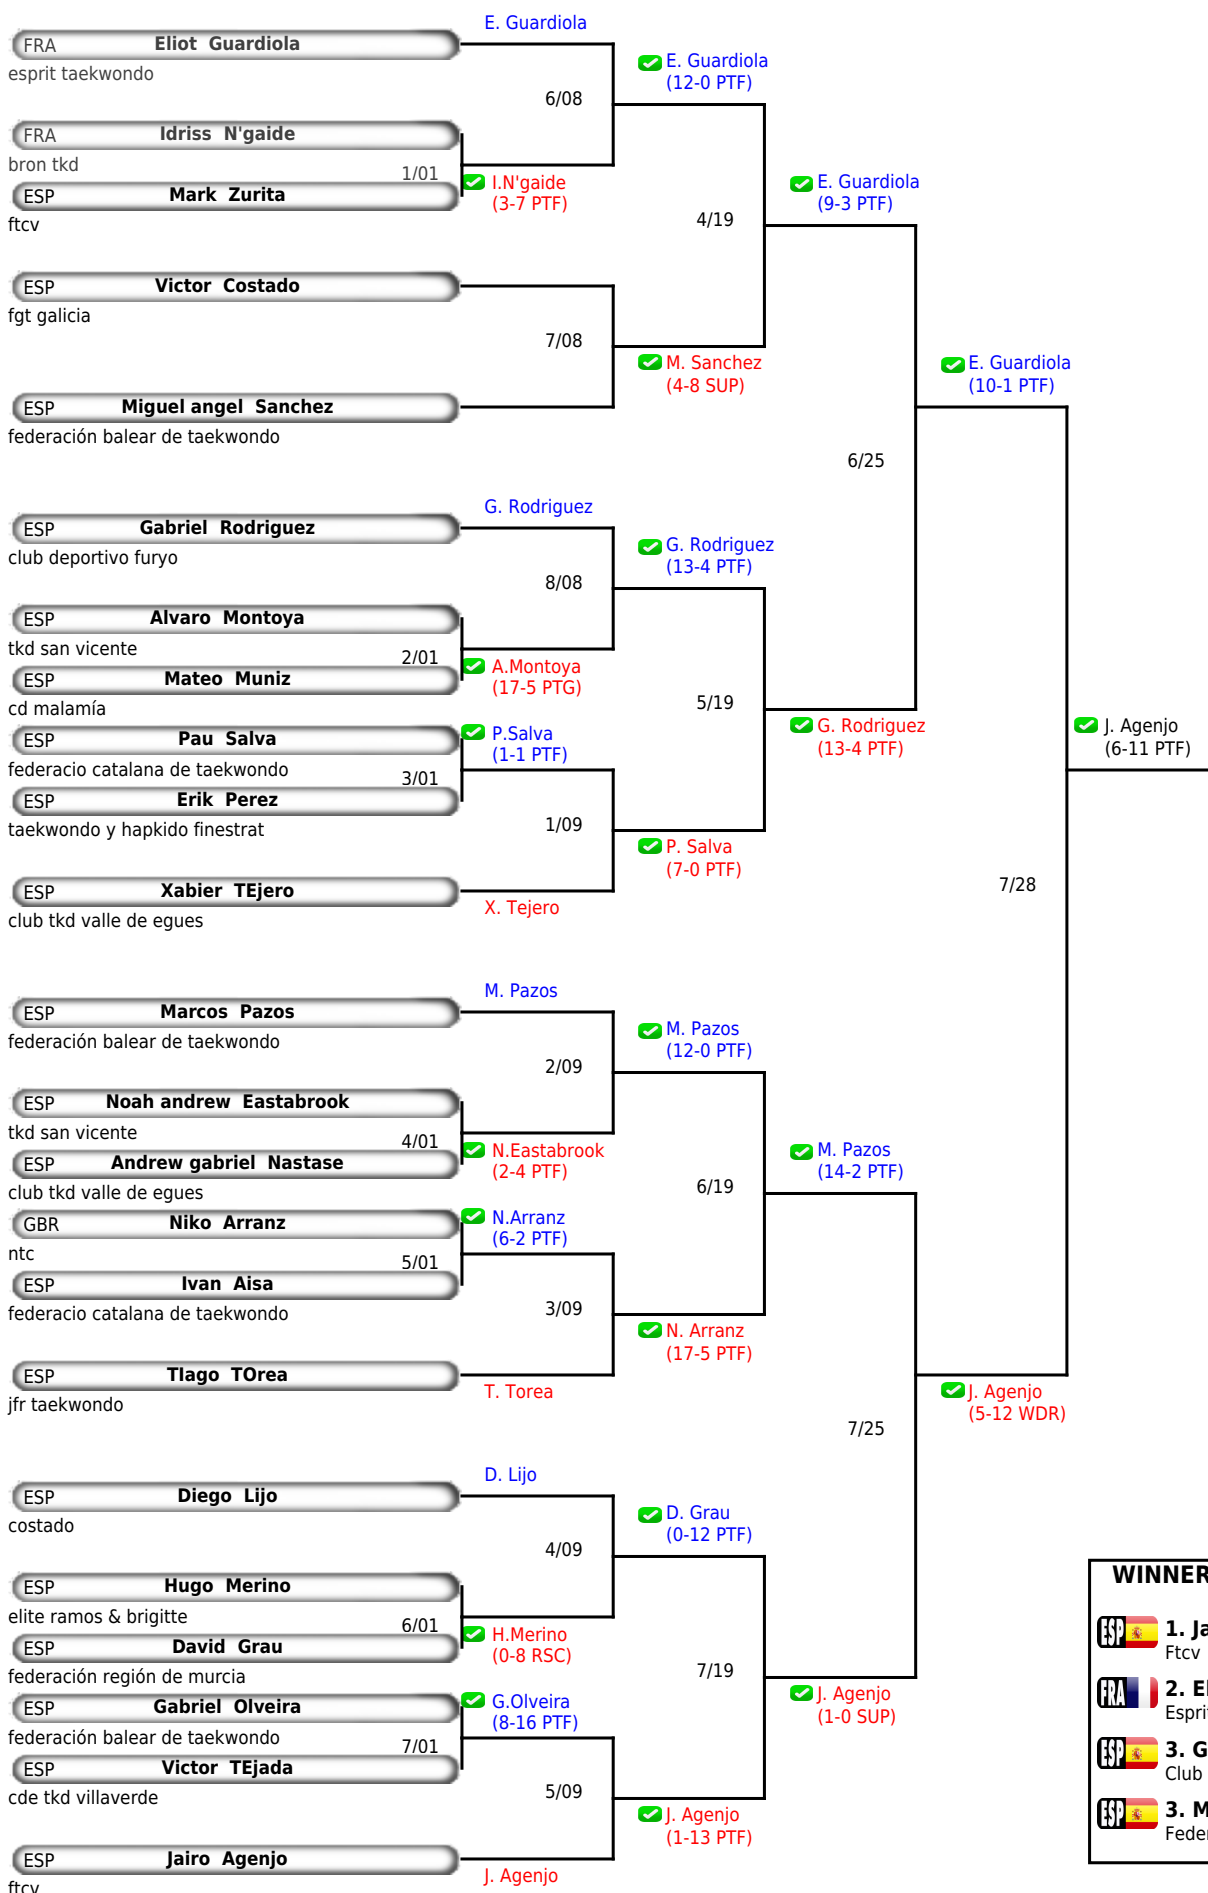 E. Guardiola
FRA Eliot Guardiola
esprit taekwondo
E. Guardiola
(12-0 PTF)
6/08
FRA Idriss N'gaide
bron tkd
1/01
I.N'gaide
(3-7 PTF)
ESP Mark Zurita
ftcv
E. Guardiola
(9-3 PTF)
4/19
ESP Victor Costado
fgt galicia
7/08
M. Sanchez
(4-8 SUP)
E. Guardiola
(10-1 PTF)
ESP Miguel angel Sanchez
federación balear de taekwondo
6/25
G. Rodriguez
ESP Gabriel Rodriguez
club deportivo furyo
G. Rodriguez
(13-4 PTF)
8/08
ESP Alvaro Montoya
tkd san vicente
2/01
A.Montoya
(17-5 PTG)
ESP Mateo Muniz
cd malamía
5/19
G. Rodriguez
(13-4 PTF)
J. Agenjo
(6-11 PTF)
ESP Pau Salva
federacio catalana de taekwondo
P.Salva
(1-1 PTF)
3/01
ESP Erik Perez
taekwondo y hapkido finestrat
1/09
P. Salva
(7-0 PTF)
7/28
ESP Xabier TEjero
club tkd valle de egues
X. Tejero
M. Pazos
ESP Marcos Pazos
federación balear de taekwondo
M. Pazos
(12-0 PTF)
2/09
ESP Noah andrew Eastabrook
tkd san vicente
4/01
N.Eastabrook
(2-4 PTF)
M. Pazos
(14-2 PTF)
ESP Andrew gabriel Nastase
club tkd valle de egues
6/19
GBR Niko Arranz
ntc
N.Arranz
(6-2 PTF)
5/01
ESP Ivan Aisa
federacio catalana de taekwondo
3/09
N. Arranz
(17-5 PTF)
ESP TIago TOrea
jfr taekwondo
T. Torea
J. Agenjo
(5-12 WDR)
7/25
D. Lijo
ESP Diego Lijo
costado
D. Grau
(0-12 PTF)
4/09
ESP Hugo Merino
elite ramos & brigitte
6/01
H.Merino
(0-8 RSC)
ESP David Grau
federación región de murcia
7/19
J. Agenjo
(1-0 SUP)
ESP Gabriel Olveira
federación balear de taekwondo
G.Olveira
(8-16 PTF)
7/01
ESP Victor TEjada
cde tkd villaverde
5/09
J. Agenjo
(1-13 PTF)
ESP Jairo Agenjo
ftcv
J. Agenjo
WINNER
ESP 1. Ja
Ftcv
FRA 2. El
Esprit
ESP 3. G
Club
ESP 3. M
Feder